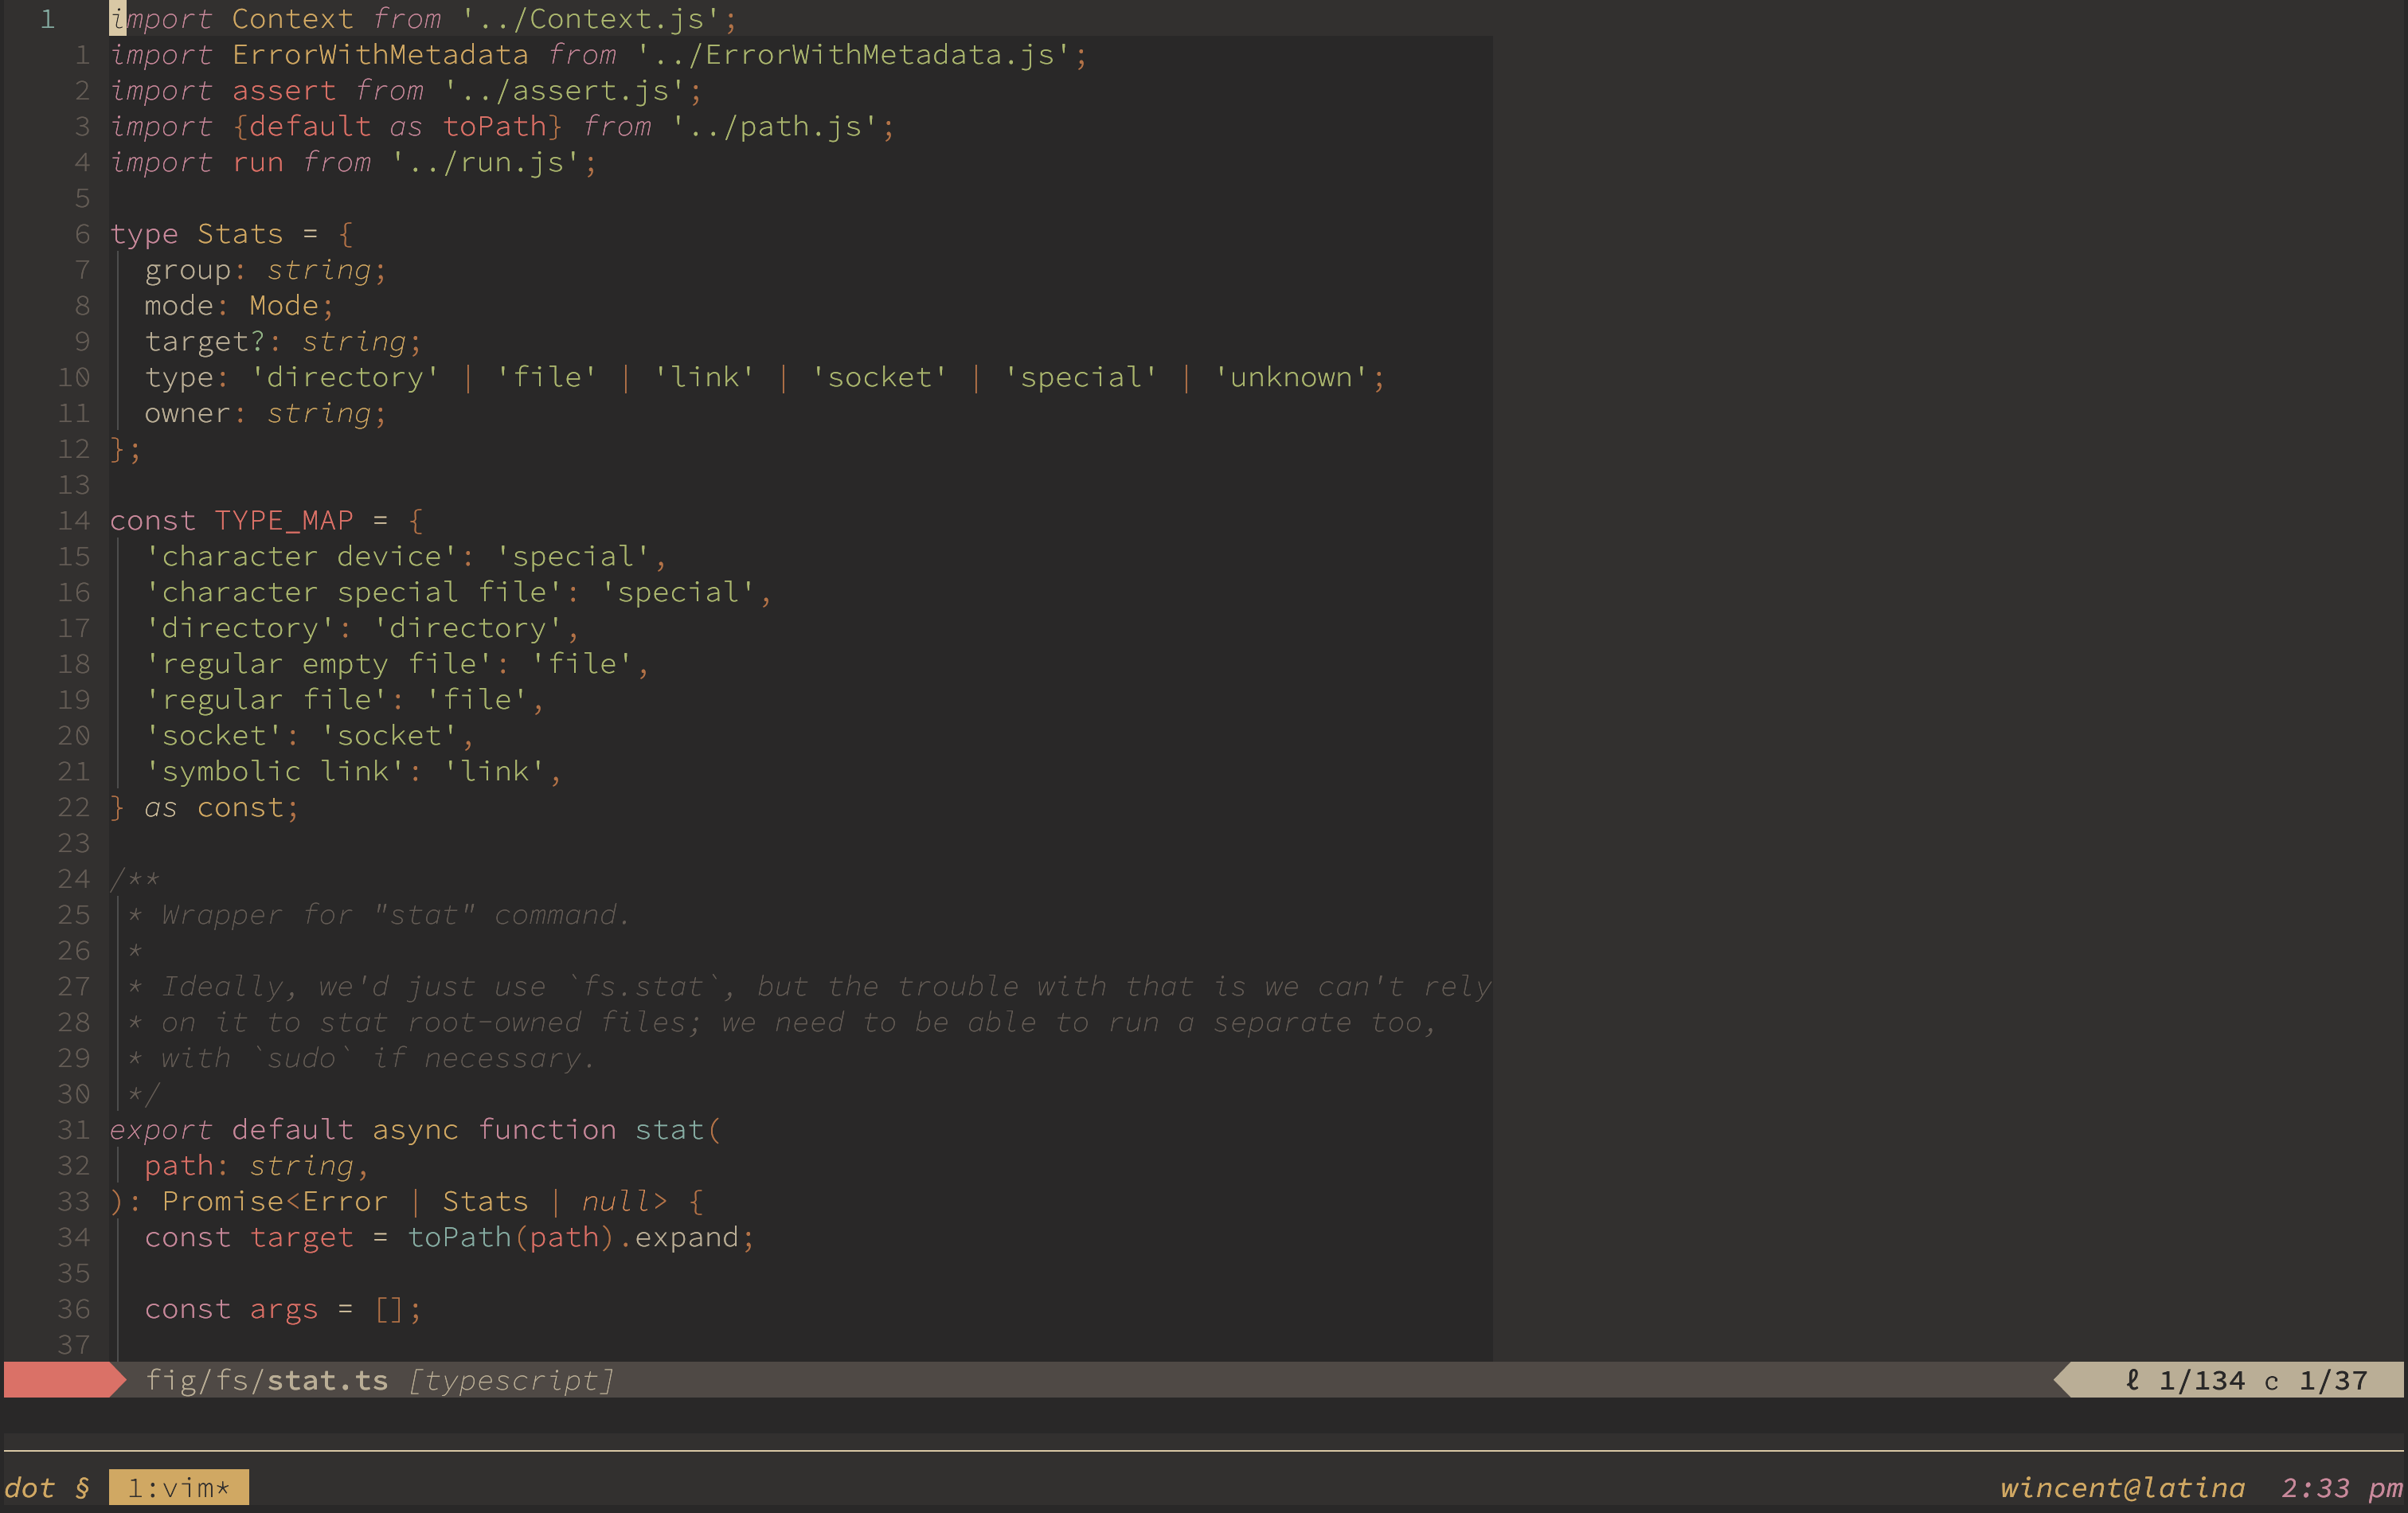 1 import Context from '../Context.js';
1 import ErrorWithMetadata from '../ErrorWithMetadata.js';
2 import assert from '../assert.js';
3 import {default as toPath} from '../path.js';
4 import run from '../run.js';
5
6 type Stats = {
7   group: string;
8   mode: Mode;
9   target?: string;
10   type: 'directory' | 'file' | 'link' | 'socket' | 'special' | 'unknown';
11   owner: string;
12 };
13
14 const TYPE_MAP = {
15   'character device': 'special',
16   'character special file': 'special',
17   'directory': 'directory',
18   'regular empty file': 'file',
19   'regular file': 'file',
20   'socket': 'socket',
21   'symbolic link': 'link',
22 } as const;
23
24 /**
25  * Wrapper for "stat" command.
26  *
27  * Ideally, we'd just use `fs.stat`, but the trouble with that is we can't rely
28  * on it to stat root-owned files; we need to be able to run a separate too,
29  * with `sudo` if necessary.
30  */
31 export default async function stat(
32   path: string,
33 ): Promise<Error | Stats | null> {
34   const target = toPath(path).expand;
35
36   const args = [];
37
fig/fs/stat.ts [typescript] ℓ 1/134 c 1/37
dot § 1:vim* wincent@latina 2:33 pm